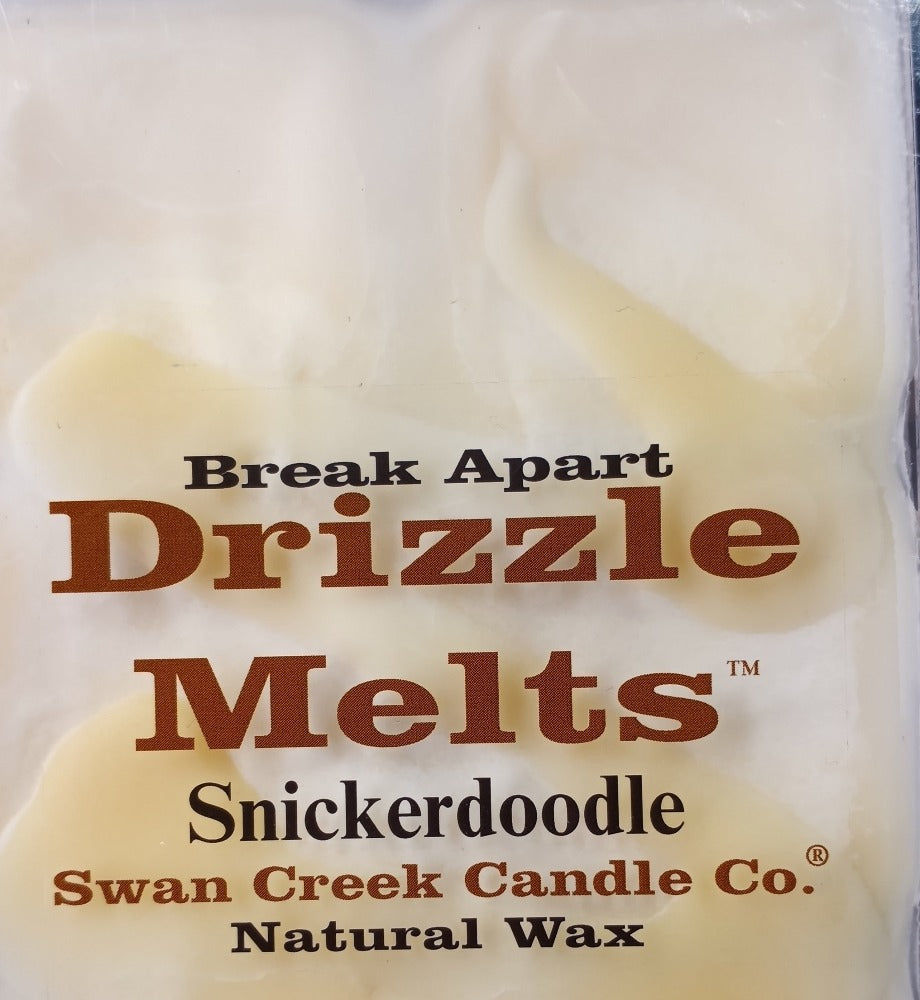 Break Apart
Drizzle
Melts™
Snickerdoodle
Swan Creek Candle Co.®
Natural Wax